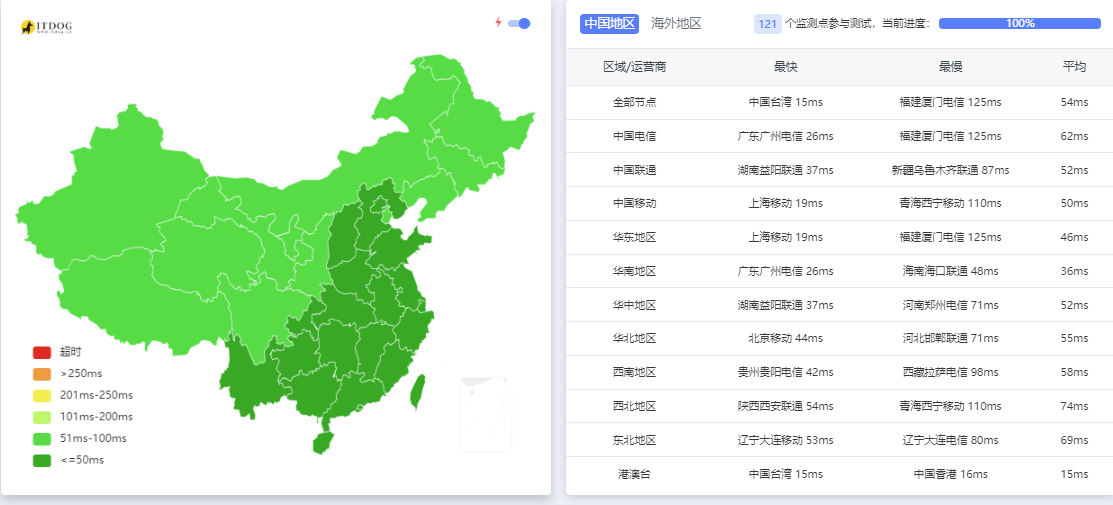 ITDOG
超时
>250ms
201ms-250ms
101ms-200ms
51ms-100ms
<=50ms
中国地区 海外地区 121 个监测点参与测试，当前进度： 100%
区域/运营商 最快 最慢 平均
全部节点 中国台湾 15ms 福建厦门电信 125ms 54ms
中国电信 广东广州电信 26ms 福建厦门电信 125ms 62ms
中国联通 湖南益阳联通 37ms 新疆乌鲁木齐联通 87ms 52ms
中国移动 上海移动 19ms 青海西宁移动 110ms 50ms
华东地区 上海移动 19ms 福建厦门电信 125ms 46ms
华南地区 广东广州电信 26ms 海南海口联通 48ms 36ms
华中地区 湖南益阳联通 37ms 河南郑州电信 71ms 52ms
华北地区 北京移动 44ms 河北邯郸联通 71ms 55ms
西南地区 贵州贵阳电信 42ms 西藏拉萨电信 98ms 58ms
西北地区 陕西西安联通 54ms 青海西宁移动 110ms 74ms
东北地区 辽宁大连移动 53ms 辽宁大连电信 80ms 69ms
港澳台 中国台湾 15ms 中国香港 16ms 15ms